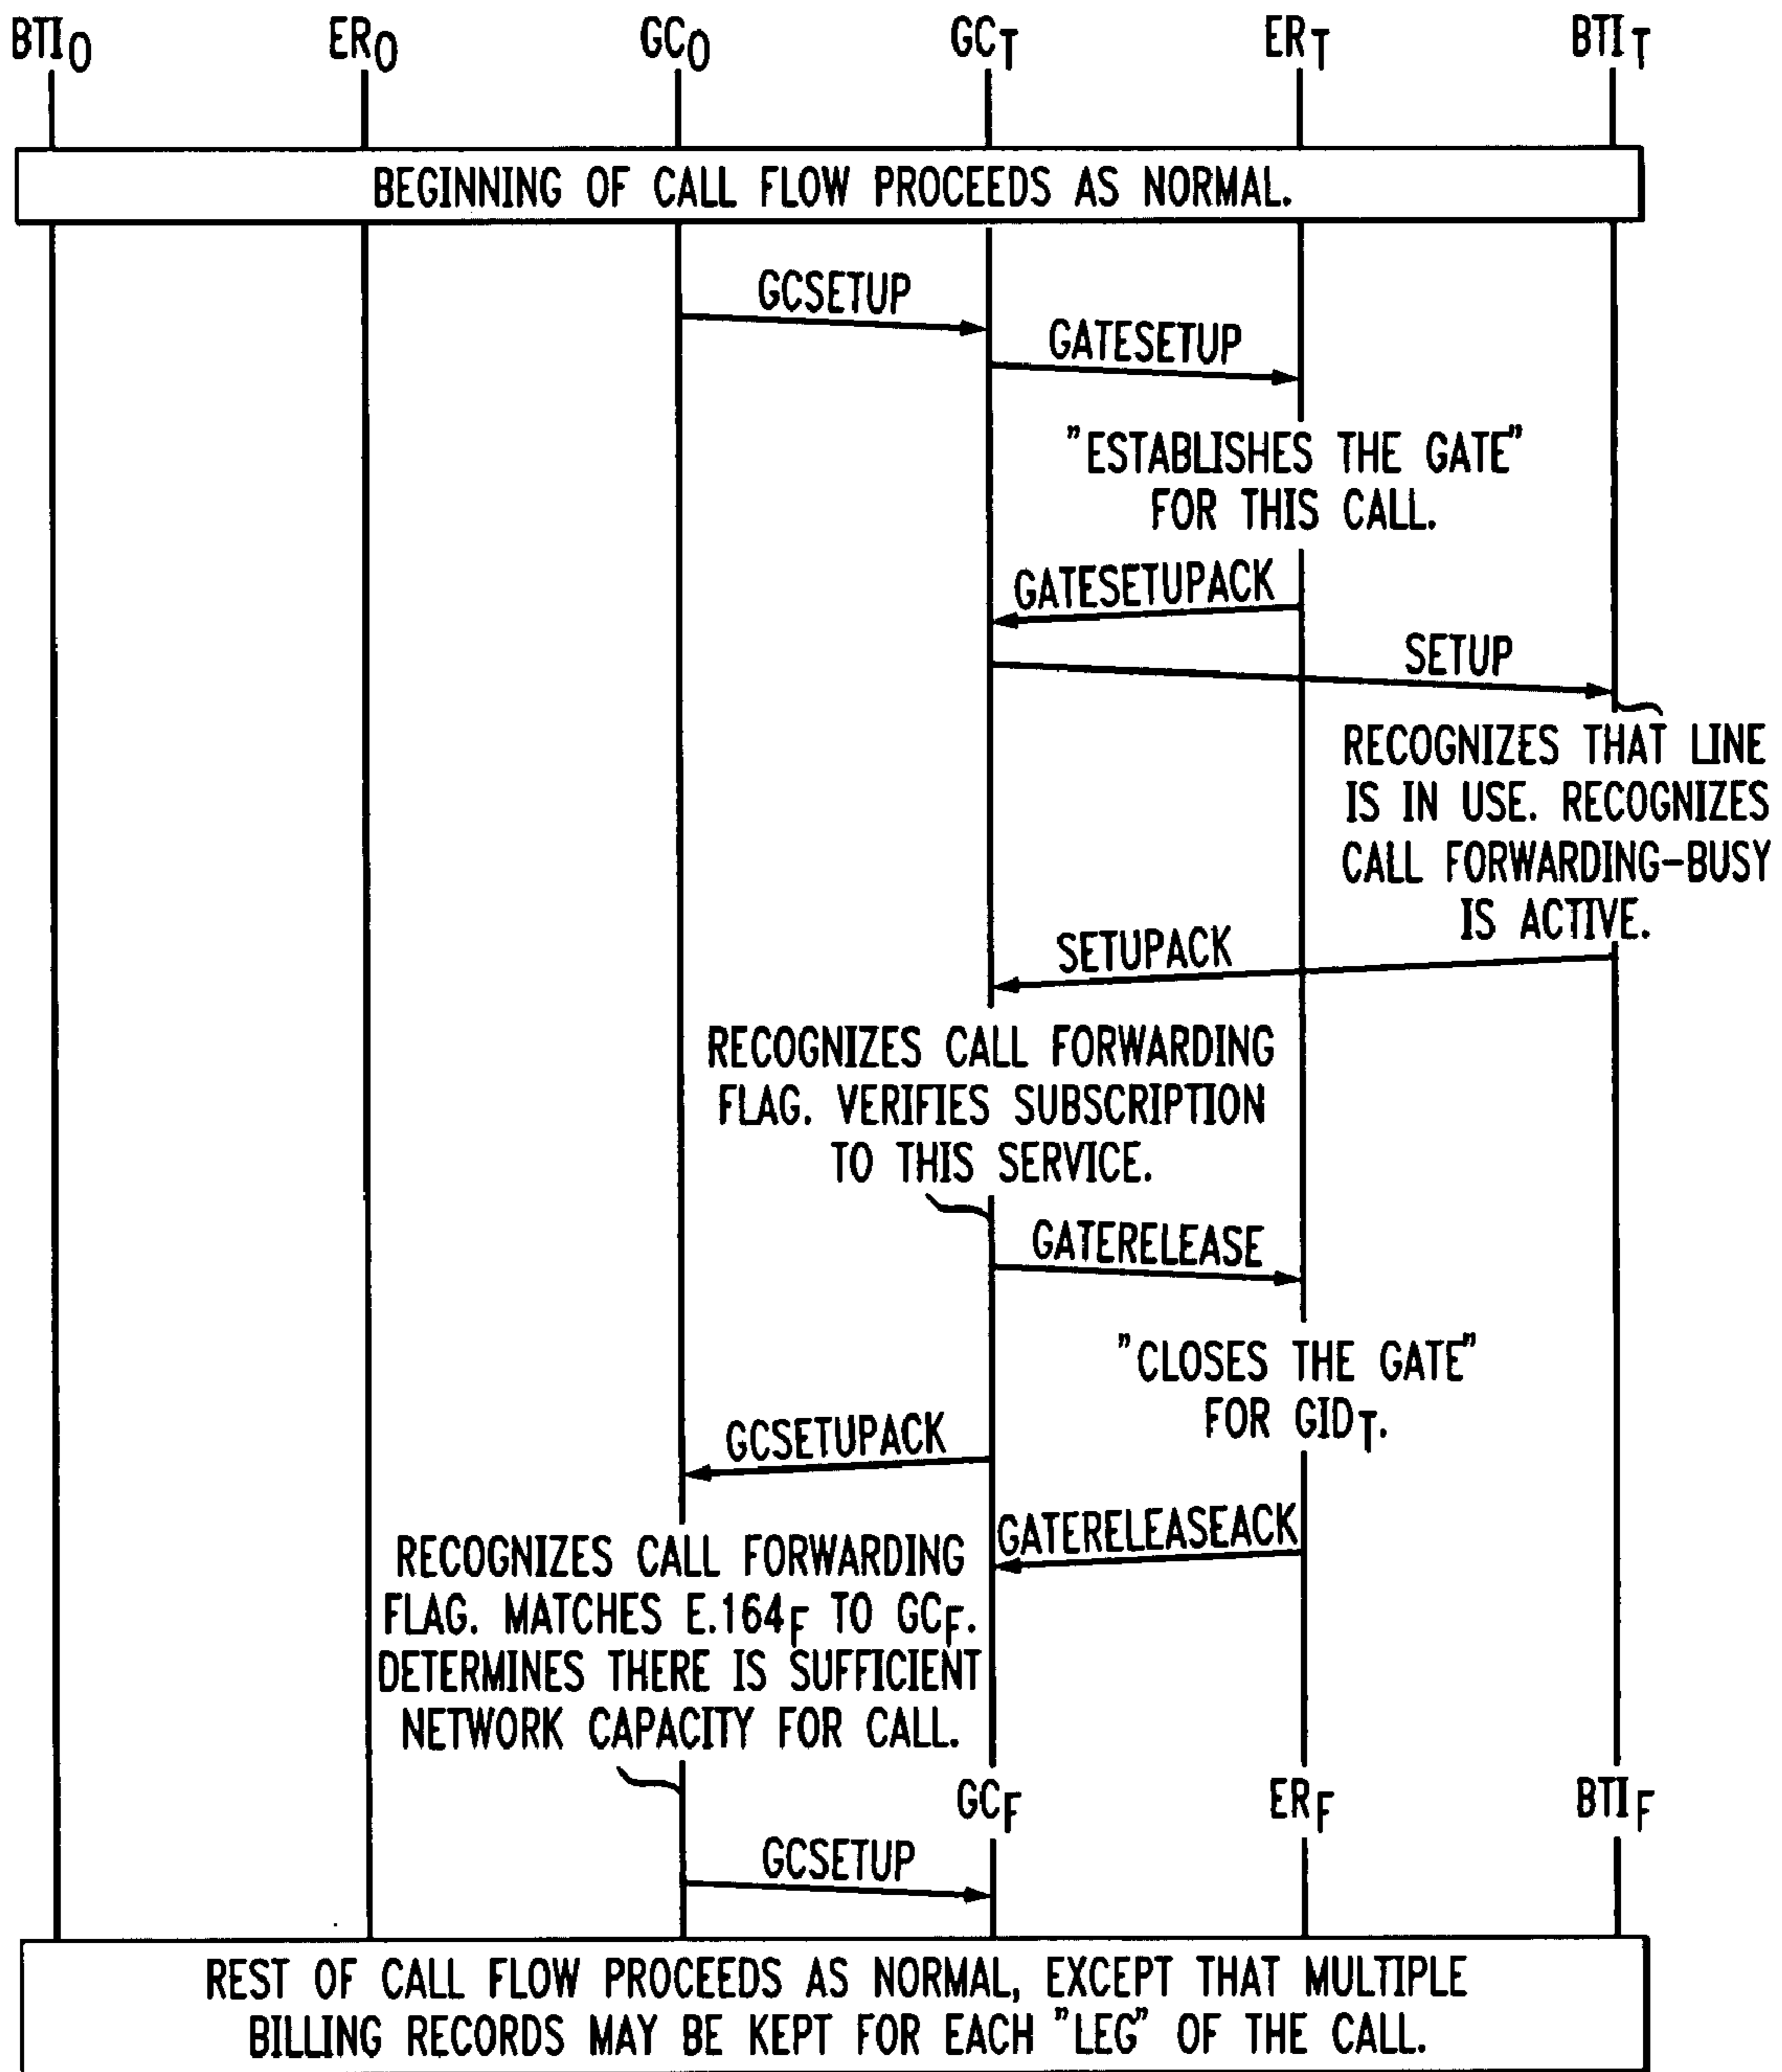 BTIO ERO GCO GCT ERT BTIT
BEGINNING OF CALL FLOW PROCEEDS AS NORMAL.
GCSETUP
GATESETUP
"ESTABLISHES THE GATE"
FOR THIS CALL.
GATESETUPACK
SETUP
RECOGNIZES THAT LINE
IS IN USE. RECOGNIZES
CALL FORWARDING-BUSY
IS ACTIVE.
SETUPACK
RECOGNIZES CALL FORWARDING
FLAG. VERIFIES SUBSCRIPTION
TO THIS SERVICE.
GATERELEASE
"CLOSES THE GATE"
FOR GIDT.
GCSETUPACK
GATERELEASEACK
RECOGNIZES CALL FORWARDING
FLAG. MATCHES E.164F TO GCF.
DETERMINES THERE IS SUFFICIENT
NETWORK CAPACITY FOR CALL.
GCF ERF BTIF
GCSETUP
REST OF CALL FLOW PROCEEDS AS NORMAL, EXCEPT THAT MULTIPLE
BILLING RECORDS MAY BE KEPT FOR EACH "LEG" OF THE CALL.